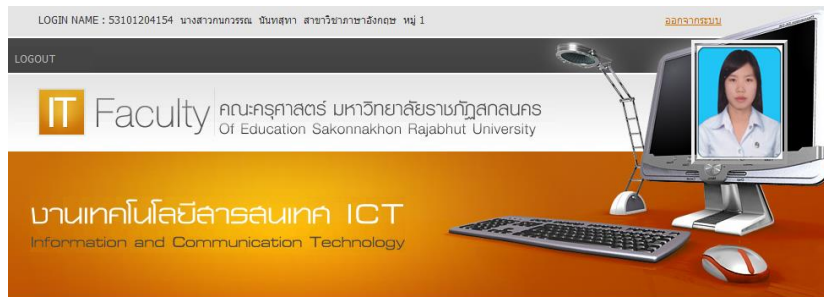 LOGIN NAME : 53101204154 นางสาวกนกวรรณ นันทสุทา สาขาวิชาภาษาอังกฤษ หมู่ 1
ออกจากระบบ
LOGOUT
IT Faculty คณะครุศาสตร์ มหาวิทยาลัยราชภัฏสกลนคร
Of Education Sakonnakhon Rajabhut University
งานเทคโนโลยีสารสนเทศ ICT
Information and Communication Technology